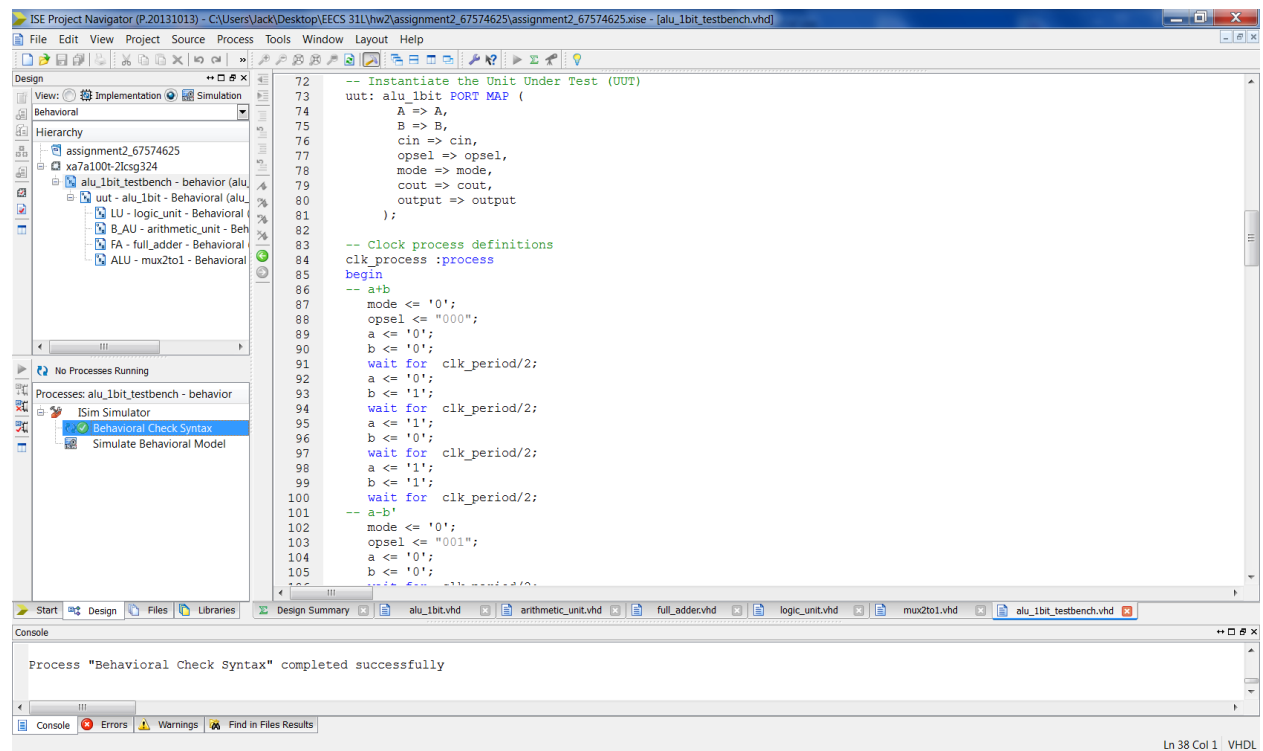 ISE Project Navigator (P.20131013) - C:\Users\Jack\Desktop\EECS 31L\hw2\assignment2_67574625\assignment2_67574625.xise - [alu_1bit_testbench.vhd]
File Edit View Project Source Process Tools Window Layout Help
Design
View: Implementation Simulation
Behavioral
Hierarchy
assignment2_67574625
xa7a100t-2Icsg324
alu_1bit_testbench - behavior (alu_
uut - alu_1bit - Behavioral (alu_
LU - logic_unit - Behavioral (
B_AU - arithmetic_unit - Beh
FA - full_adder - Behavioral (
ALU - mux2to1 - Behavioral
No Processes Running
Processes: alu_1bit_testbench - behavior
ISim Simulator
Behavioral Check Syntax
Simulate Behavioral Model
Start Design Files Libraries
72 -- Instantiate the Unit Under Test (UUT)
73 uut: alu_1bit PORT MAP (
74 A => A,
75 B => B,
76 cin => cin,
77 opsel => opsel,
78 mode => mode,
79 cout => cout,
80 output => output
81 );
82
83 -- Clock process definitions
84 clk_process :process
85 begin
86 -- a+b
87 mode <= '0';
88 opsel <= "000";
89 a <= '0';
90 b <= '0';
91 wait for clk_period/2;
92 a <= '0';
93 b <= '1';
94 wait for clk_period/2;
95 a <= '1';
96 b <= '0';
97 wait for clk_period/2;
98 a <= '1';
99 b <= '1';
100 wait for clk_period/2;
101 -- a-b'
102 mode <= '0';
103 opsel <= "001";
104 a <= '0';
105 b <= '0';
106 wait for clk_period/2;
Design Summary alu_1bit.vhd arithmetic_unit.vhd full_adder.vhd logic_unit.vhd mux2to1.vhd alu_1bit_testbench.vhd
Console
Process "Behavioral Check Syntax" completed successfully
Console Errors Warnings Find in Files Results
Ln 38 Col 1 VHDL